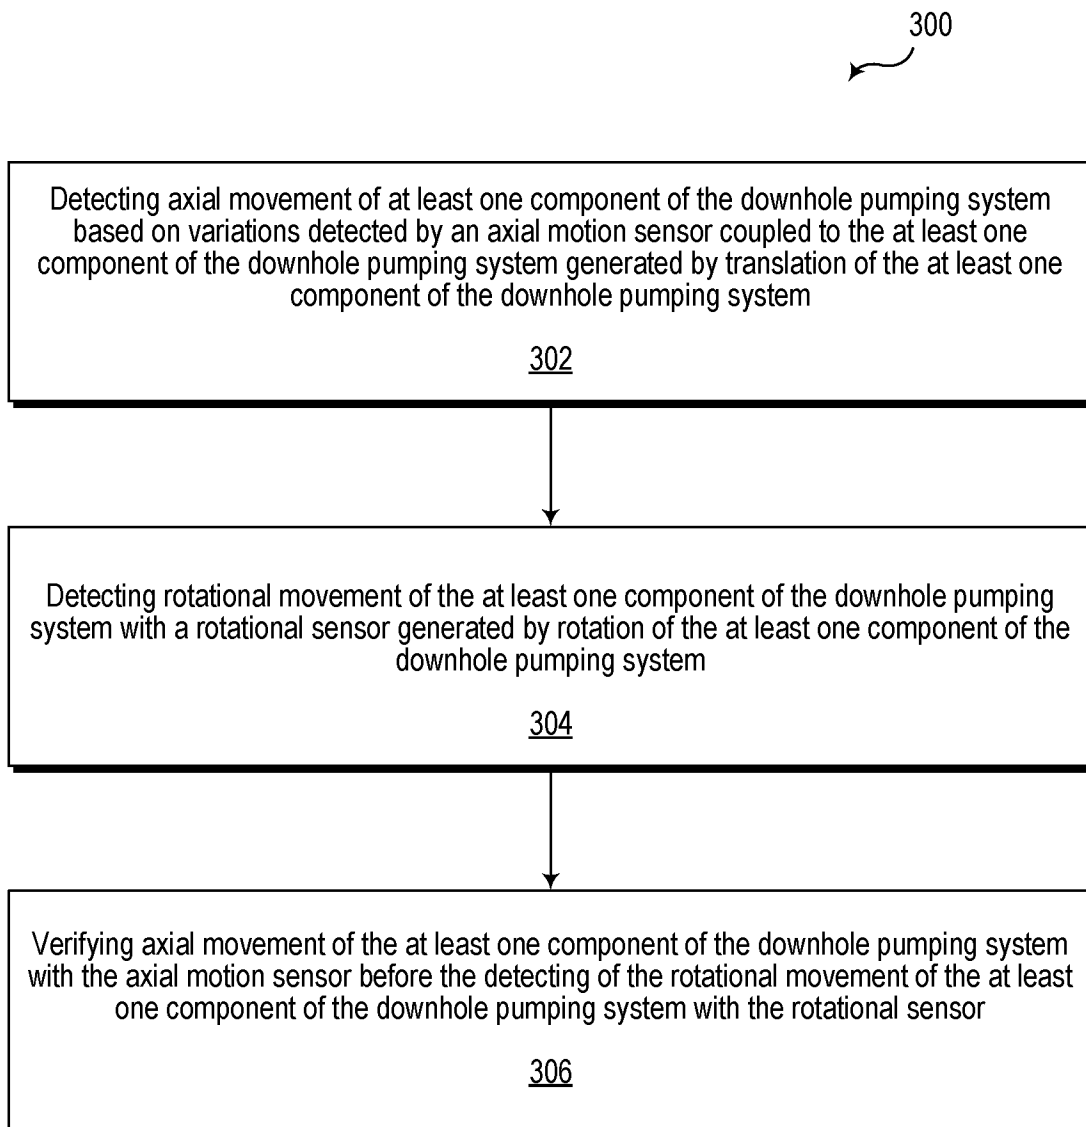 300
Detecting axial movement of at least one component of the downhole pumping system
based on variations detected by an axial motion sensor coupled to the at least one
component of the downhole pumping system generated by translation of the at least one
component of the downhole pumping system
302
Detecting rotational movement of the at least one component of the downhole pumping
system with a rotational sensor generated by rotation of the at least one component of the
downhole pumping system
304
Verifying axial movement of the at least one component of the downhole pumping system
with the axial motion sensor before the detecting of the rotational movement of the at least
one component of the downhole pumping system with the rotational sensor
306